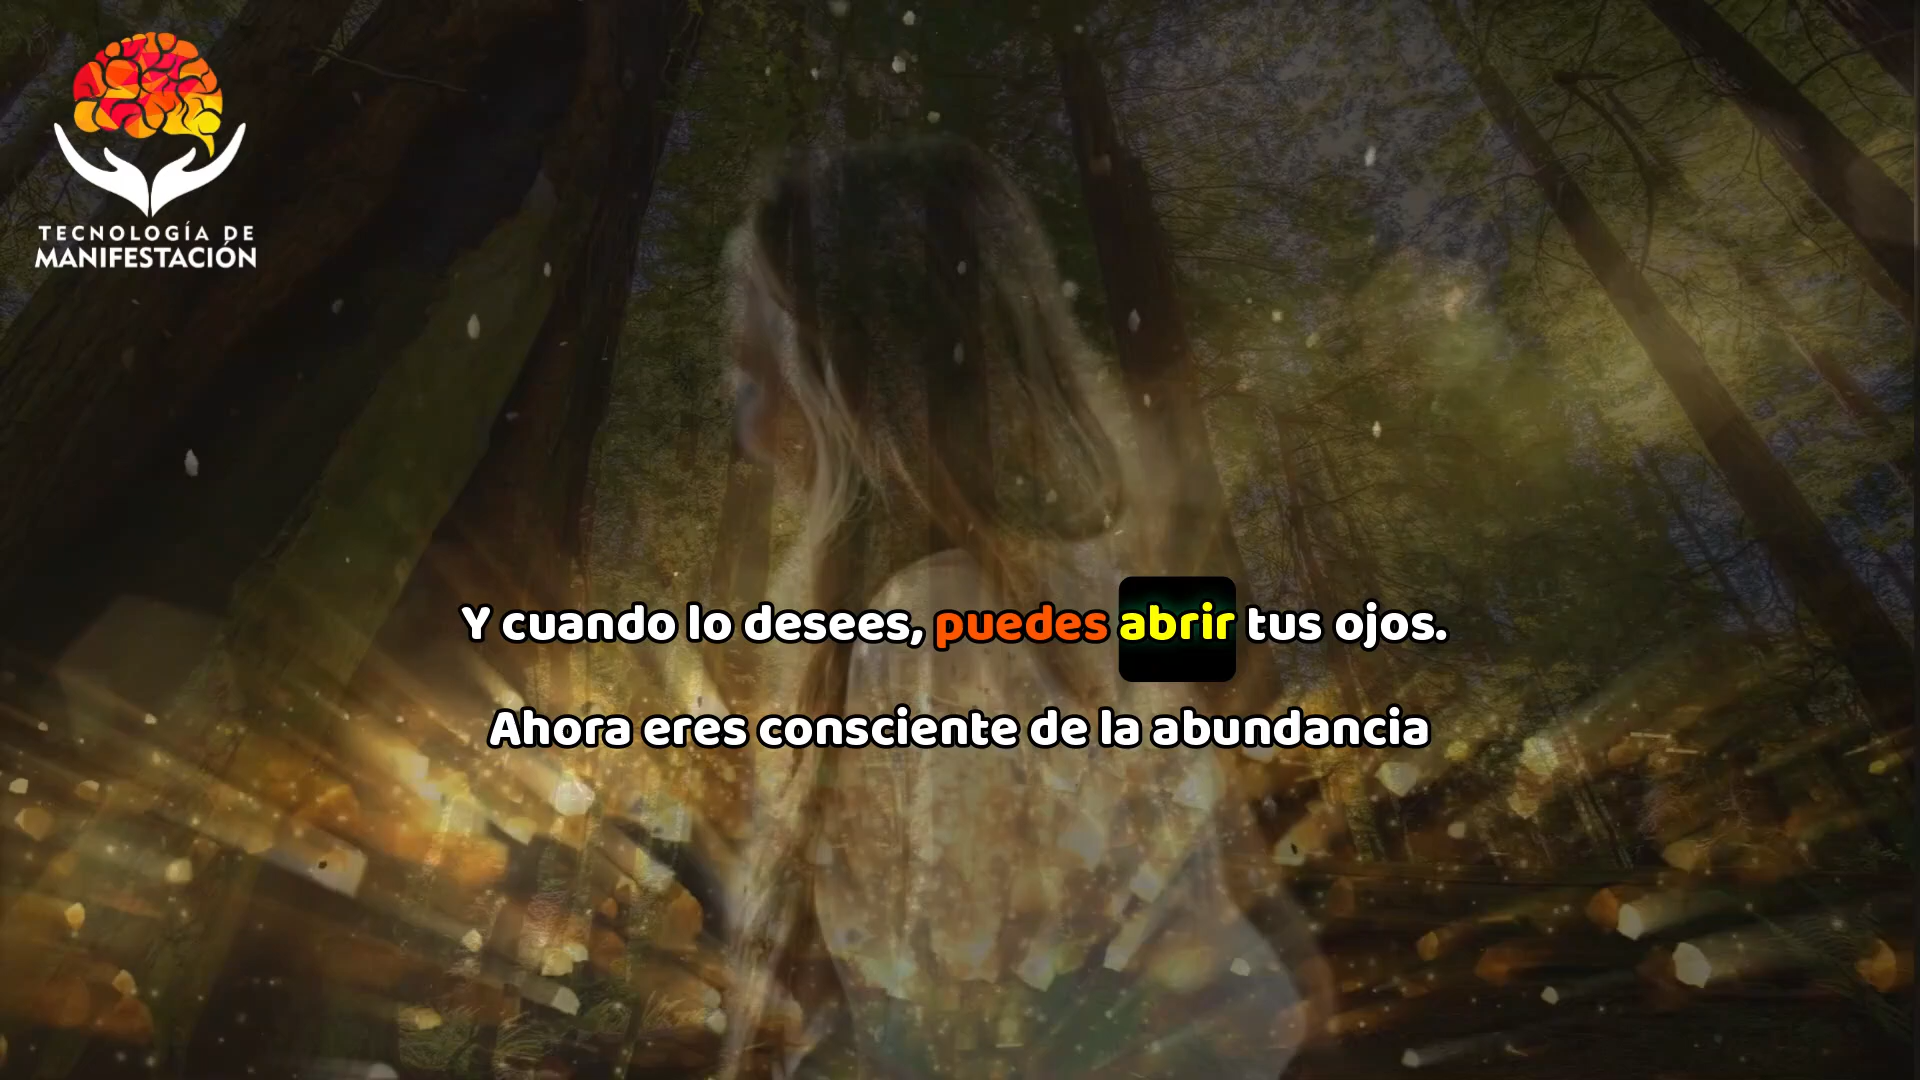 TECNOLOGÍA DE
MANIFESTACIÓN
Y cuando lo desees, puedes abrir tus ojos.
Ahora eres consciente de la abundancia